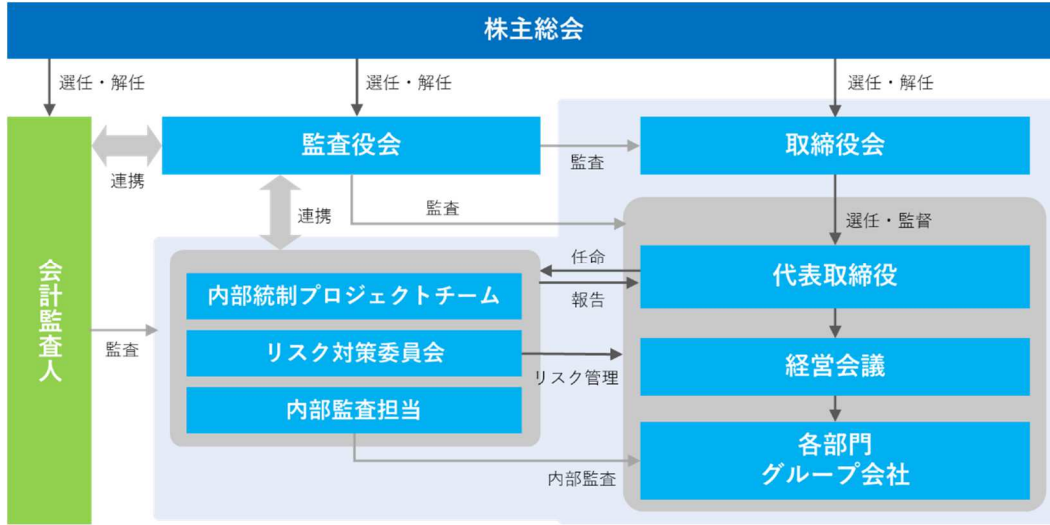 株主総会
選任・解任
選任・解任
選任・解任
監査役会
取締役会
連携
監査
監査
連携
選任・監督
会計監査人
任命
代表取締役
報告
内部統制プロジェクトチーム
監査
リスク対策委員会
リスク管理
経営会議
内部監査担当
各部門
グループ会社
内部監査